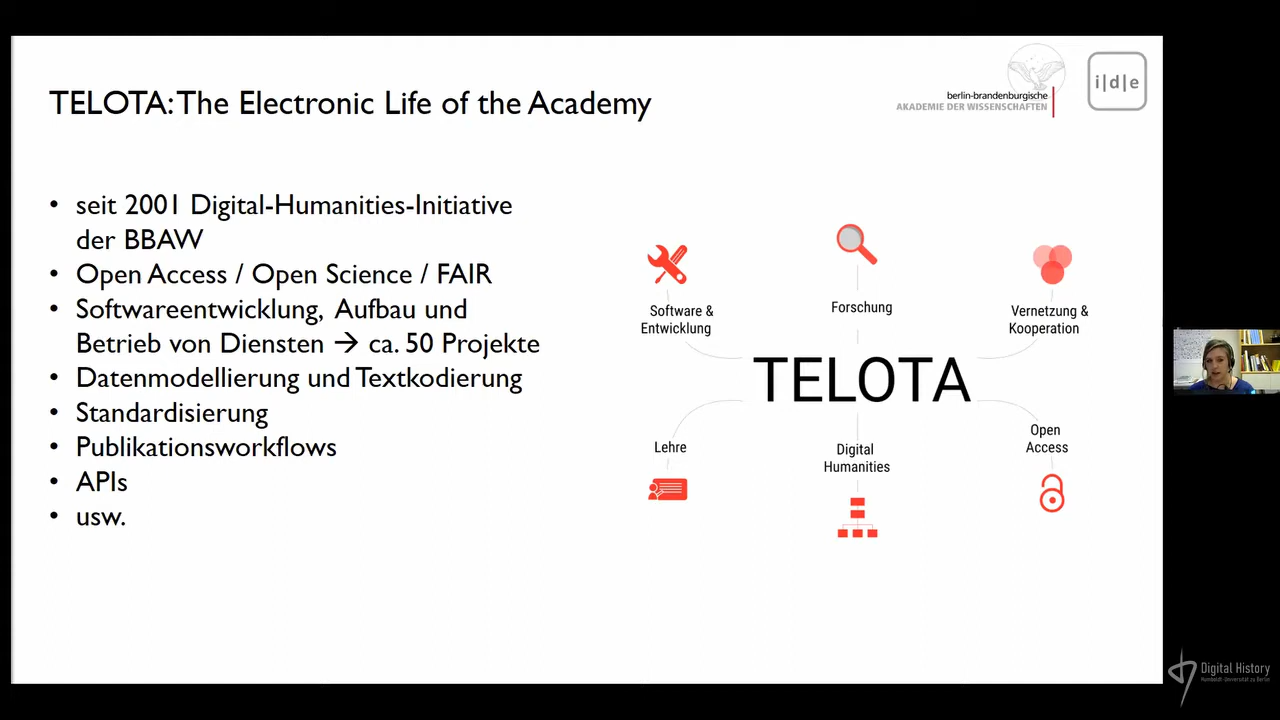 TELOTA: The Electronic Life of the Academy
berlin-brandenburgische
AKADEMIE DER WISSENSCHAFTEN
i|d|e
• seit 2001 Digital-Humanities-Initiative
der BBAW
• Open Access / Open Science / FAIR
• Softwareentwicklung, Aufbau und
Betrieb von Diensten → ca. 50 Projekte
• Datenmodellierung und Textkodierung
• Standardisierung
• Publikationsworkflows
• APIs
• usw.
Software &
Entwicklung
Forschung
Vernetzung &
Kooperation
TELOTA
Lehre
Digital
Humanities
Open
Access
Digital History
Humboldt-Universität zu Berlin